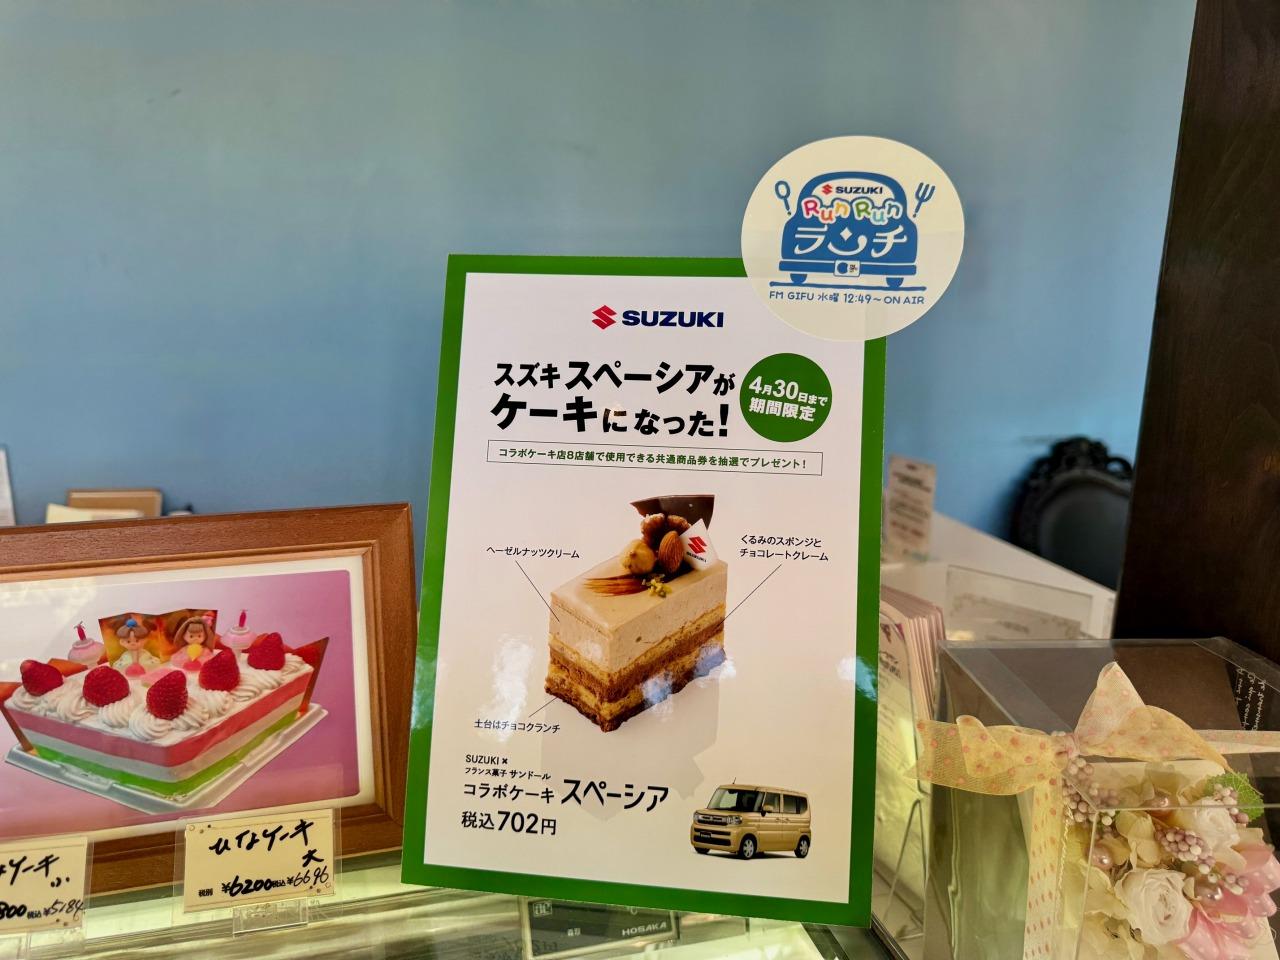 SUZUKI
Run Run
ランチ
FM GIFU 水曜 12:49～ON AIR
SUZUKI
スズキ スペーシアが
ケーキになった！
4月30日まで
期間限定
コラボケーキ店8店舗で使用できる共通商品券を抽選でプレゼント！
ヘーゼルナッツクリーム
くるみのスポンジと
チョコレートクレーム
SUZUKI
土台はチョコクランチ
SUZUKI ×
フランス菓子 サンドール
コラボケーキ スペーシア
税込702円
ひなケーキ
大
税別 ¥6200 税込 ¥6696
ケーキ 小
800 税込 ¥5184
HOSAKA